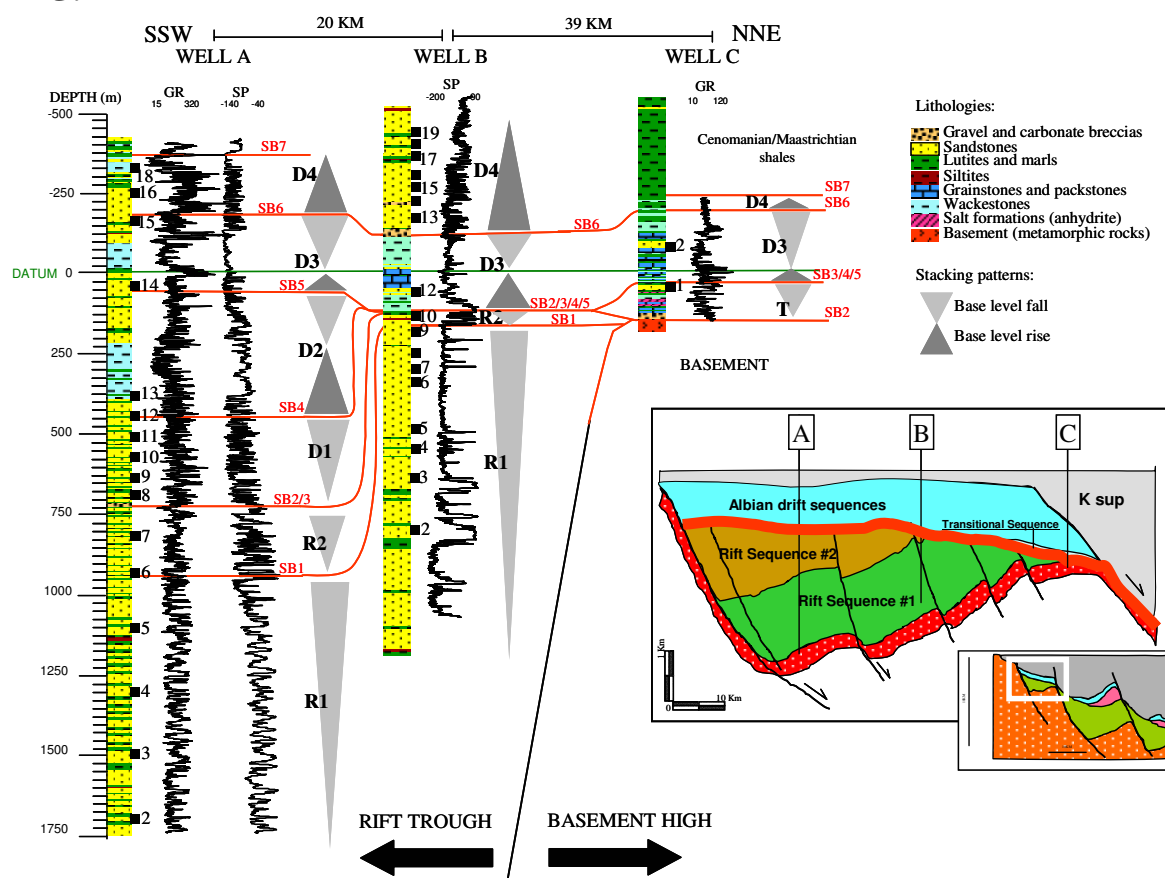 20 KM
39 KM
SSW
NNE
WELL A
WELL B
WELL C
DEPTH (m)
GR
15 320
SP
-140 -40
SP
-200
GR
10 120
-500
-250
DATUM 0
250
500
750
1000
1250
1500
1750
18
16
15
14
13
12
11
10
9
8
7
6
5
4
3
2
SB7
SB6
SB5
SB4
SB2/3
SB1
D4
D3
D2
D1
R2
R1
19
17
15
13
12
10
9
7
6
5
4
3
2
D4
D3
R2
R1
SB6
SB2/3/4/5
SB1
Cenomanian/Maastrichtian
shales
SB7
D4 SB6
2
D3
SB3/4/5
1
T
SB2
BASEMENT
Lithologies:
Gravel and carbonate breccias
Sandstones
Lutites and marls
Siltites
Grainstones and packstones
Wackestones
Salt formations (anhydrite)
Basement (metamorphic rocks)
Stacking patterns:
Base level fall
Base level rise
A
B
C
K sup
Albian drift sequences
Transitional Sequence
Rift Sequence #2
Rift Sequence #1
1 Km
0
10 Km
RIFT TROUGH
BASEMENT HIGH